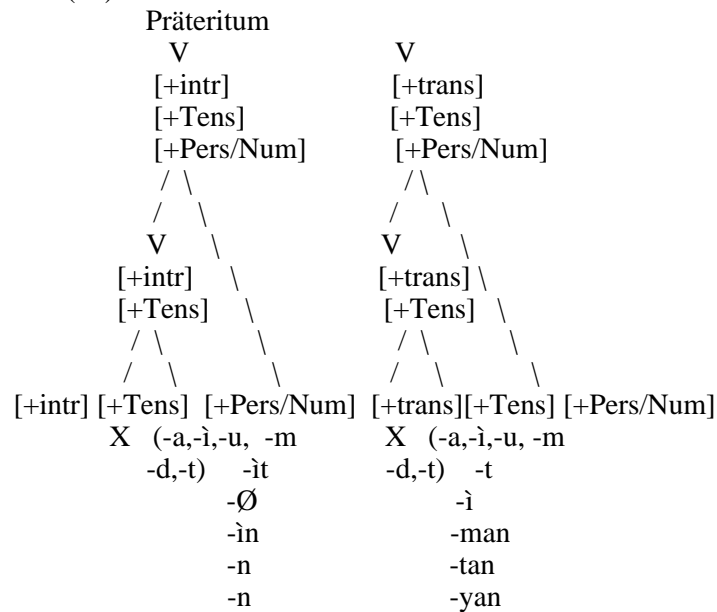 Präteritum
V V
[+intr] [+trans]
[+Tens] [+Tens]
[+Pers/Num] [+Pers/Num]
/ \ / \
/ \ / \
/ \ / \
V \ V \
[+intr] \ [+trans] \
[+Tens] \ [+Tens] \
/ \ \ / \ \
/ \ \ / \ \
/ \ \ / \ \
[+intr] [+Tens] [+Pers/Num] [+trans][+Tens] [+Pers/Num]
X (-a,-ì,-u, -m X (-a,-ì,-u, -m
-d,-t) -ìt -d,-t) -t
-Ø -ì
-ìn -man
-n -tan
-n -yan